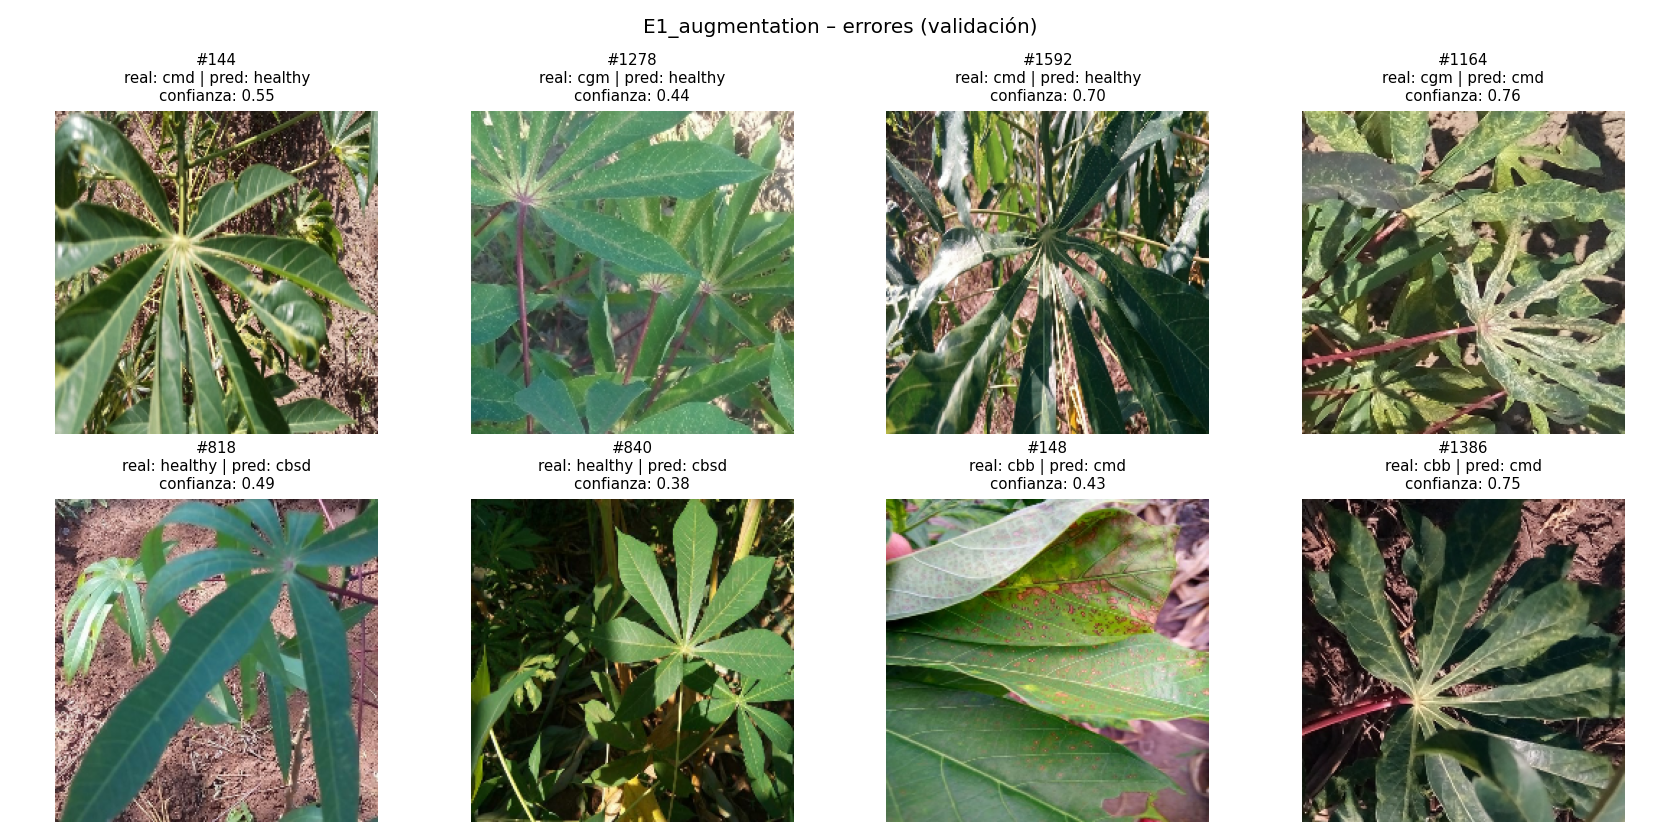 E1_augmentation – errores (validación)
#144
real: cmd | pred: healthy
confianza: 0.55
#1278
real: cgm | pred: healthy
confianza: 0.44
#1592
real: cmd | pred: healthy
confianza: 0.70
#1164
real: cgm | pred: cmd
confianza: 0.76
#818
real: healthy | pred: cbsd
confianza: 0.49
#840
real: healthy | pred: cbsd
confianza: 0.38
#148
real: cbb | pred: cmd
confianza: 0.43
#1386
real: cbb | pred: cmd
confianza: 0.75